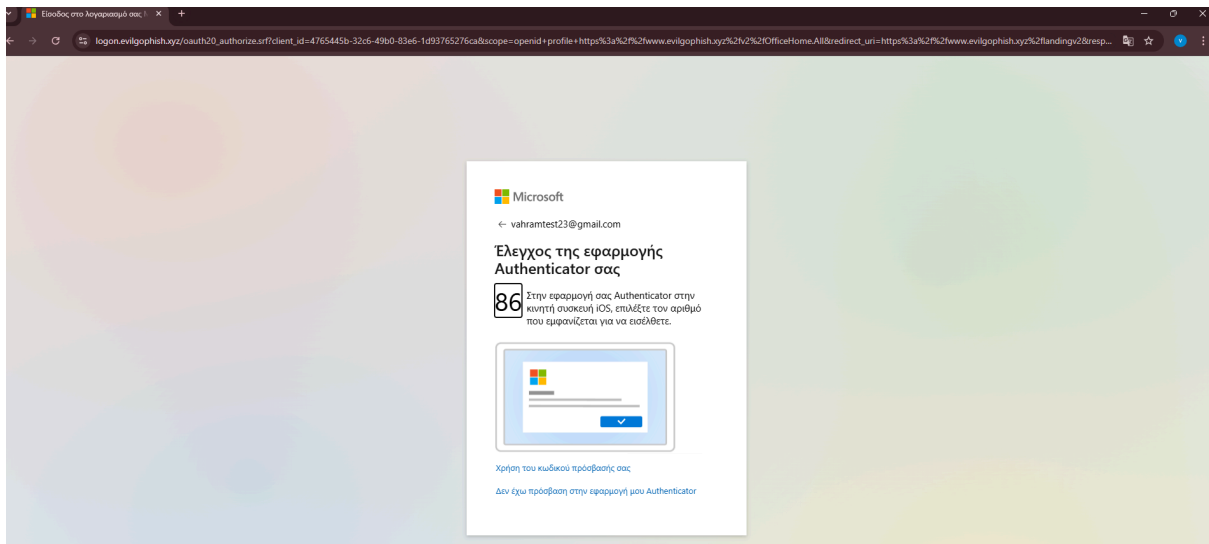 Είσοδος στο λογαριασμό σας
logon.evilgophish.xyz/oauth20_authorize.srf?client_id=4765445b-32c6-49b0-83e6-1d93765276ca&scope=openid+profile+https%3a%2f%2fwww.evilgophish.xyz%2fv2%2fOfficeHome.All&redirect_uri=https%3a%2f%2fwww.evilgophish.xyz%2flandingv2&resp...
V
Microsoft
← vahramtest23@gmail.com
Έλεγχος της εφαρμογής
Authenticator σας
86
Στην εφαρμογή σας Authenticator στην
κινητή συσκευή iOS, επιλέξτε τον αριθμό
που εμφανίζεται για να εισέλθετε.
Χρήση του κωδικού πρόσβασής σας
Δεν έχω πρόσβαση στην εφαρμογή μου Authenticator